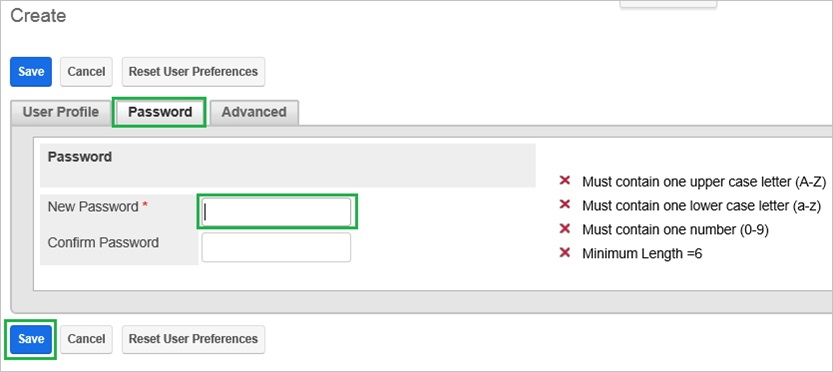 Create
Save Cancel Reset User Preferences
User Profile Password Advanced
Password
New Password *
Confirm Password
Must contain one upper case letter (A-Z)
Must contain one lower case letter (a-z)
Must contain one number (0-9)
Minimum Length =6
Save Cancel Reset User Preferences